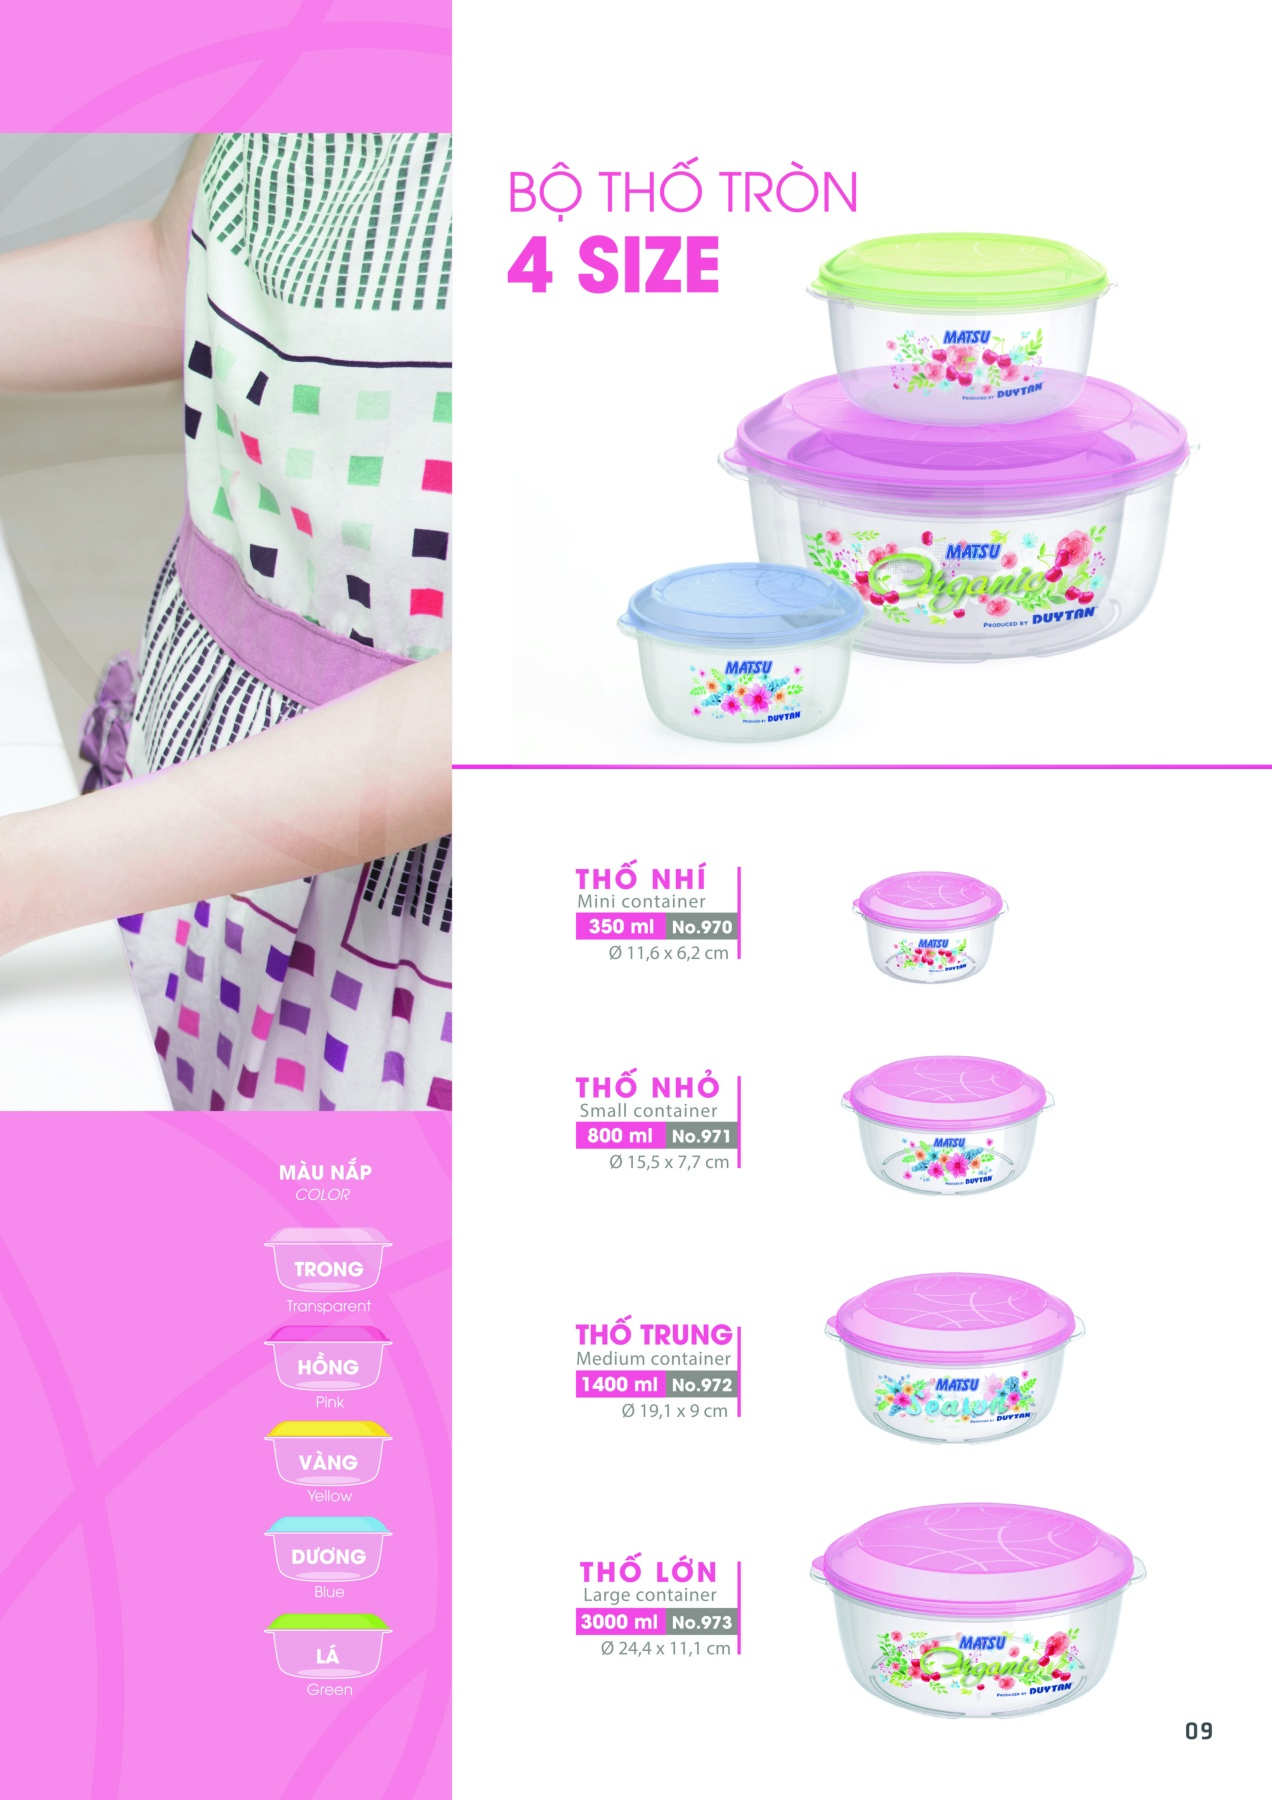 BỘ THỐ TRÒN
4 SIZE
MATSU
PRODUCED BY DUYTAN
MATSU
Organic
PRODUCED BY DUYTAN
MATSU
PRODUCED BY DUYTAN
THỐ NHÍ
Mini container
350 ml No.970
Ø 11,6 x 6,2 cm
MATSU
DUYTAN
THỐ NHỎ
Small container
800 ml No.971
Ø 15,5 x 7,7 cm
MATSU
PRODUCED BY DUYTAN
THỐ TRUNG
Medium container
1400 ml No.972
Ø 19,1 x 9 cm
MATSU
Season
PRODUCED BY DUYTAN
THỐ LỚN
Large container
3000 ml No.973
Ø 24,4 x 11,1 cm
MATSU
Organic
PRODUCED BY DUYTAN
MÀU NẮP
COLOR
TRONG
Transparent
HỒNG
Pink
VÀNG
Yellow
DƯƠNG
Blue
LÁ
Green
09